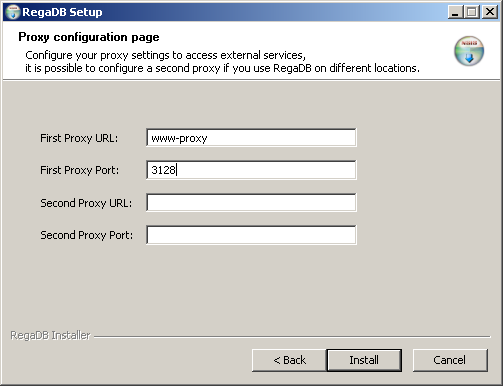 RegaDB Setup
Proxy configuration page
Configure your proxy settings to access external services,
it is possible to configure a second proxy if you use RegaDB on different locations.
First Proxy URL: www-proxy
First Proxy Port: 3128
Second Proxy URL:
Second Proxy Port:
RegaDB Installer
< Back Install Cancel